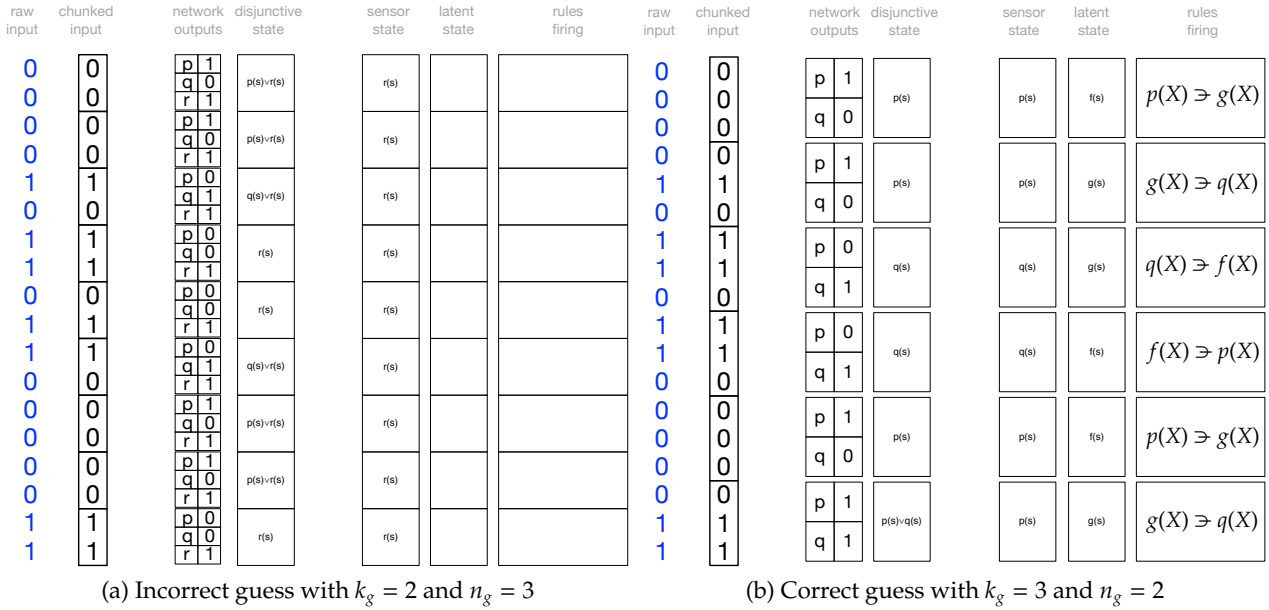 raw input
chunked input
network outputs
disjunctive state
sensor state
latent state
rules firing
0 0 p 1
q 0 p(s)∨r(s) r(s)
0 0 r 1
0 0 p 1
q 0 p(s)∨r(s) r(s)
0 0 r 1
1 1 p 0
q 1 q(s)∨r(s) r(s)
0 0 r 1
1 1 p 0
q 0 r(s) r(s)
1 1 r 1
0 0 p 0
q 0 r(s) r(s)
1 1 r 1
1 1 p 0
q 1 q(s)∨r(s) r(s)
0 0 r 1
0 0 p 1
q 0 p(s)∨r(s) r(s)
0 0 r 1
0 0 p 1
q 0 p(s)∨r(s) r(s)
0 0 r 1
1 1 p 0
q 0 r(s) r(s)
1 1 r 1
(a) Incorrect guess with k_g = 2 and n_g = 3
raw input
chunked input
network outputs
disjunctive state
sensor state
latent state
rules firing
0 0 p 1
0 0 p(s) p(s) f(s) p(X) ⋺ g(X)
0 0 q 0
0 0 p 1
1 1 p(s) p(s) g(s) g(X) ⋺ q(X)
0 0 q 0
1 1 p 0
1 1 q(s) q(s) g(s) q(X) ⋺ f(X)
0 0 q 1
1 1 p 0
1 1 q(s) q(s) f(s) f(X) ⋺ p(X)
0 0 q 1
0 0 p 1
0 0 p(s) p(s) f(s) p(X) ⋺ g(X)
0 0 q 0
0 0 p 1
1 1 p(s)∨q(s) p(s) g(s) g(X) ⋺ q(X)
1 1 q 1
(b) Correct guess with k_g = 3 and n_g = 2